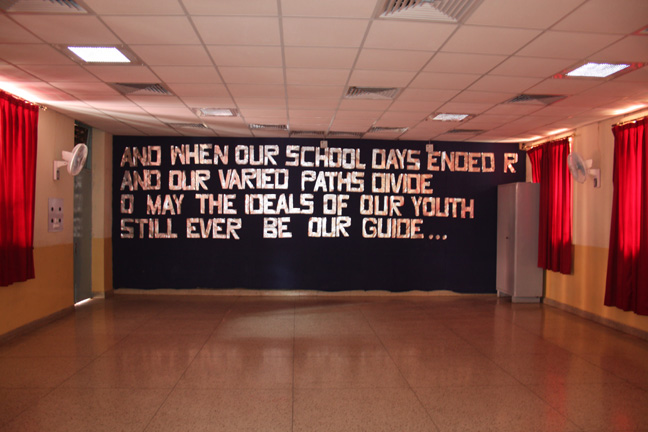 AND WHEN OUR SCHOOL DAYS ENDED R
AND OUR VARIED PATHS DIVIDE
O MAY THE IDEALS OF OUR YOUTH
STILL EVER BE OUR GUIDE...